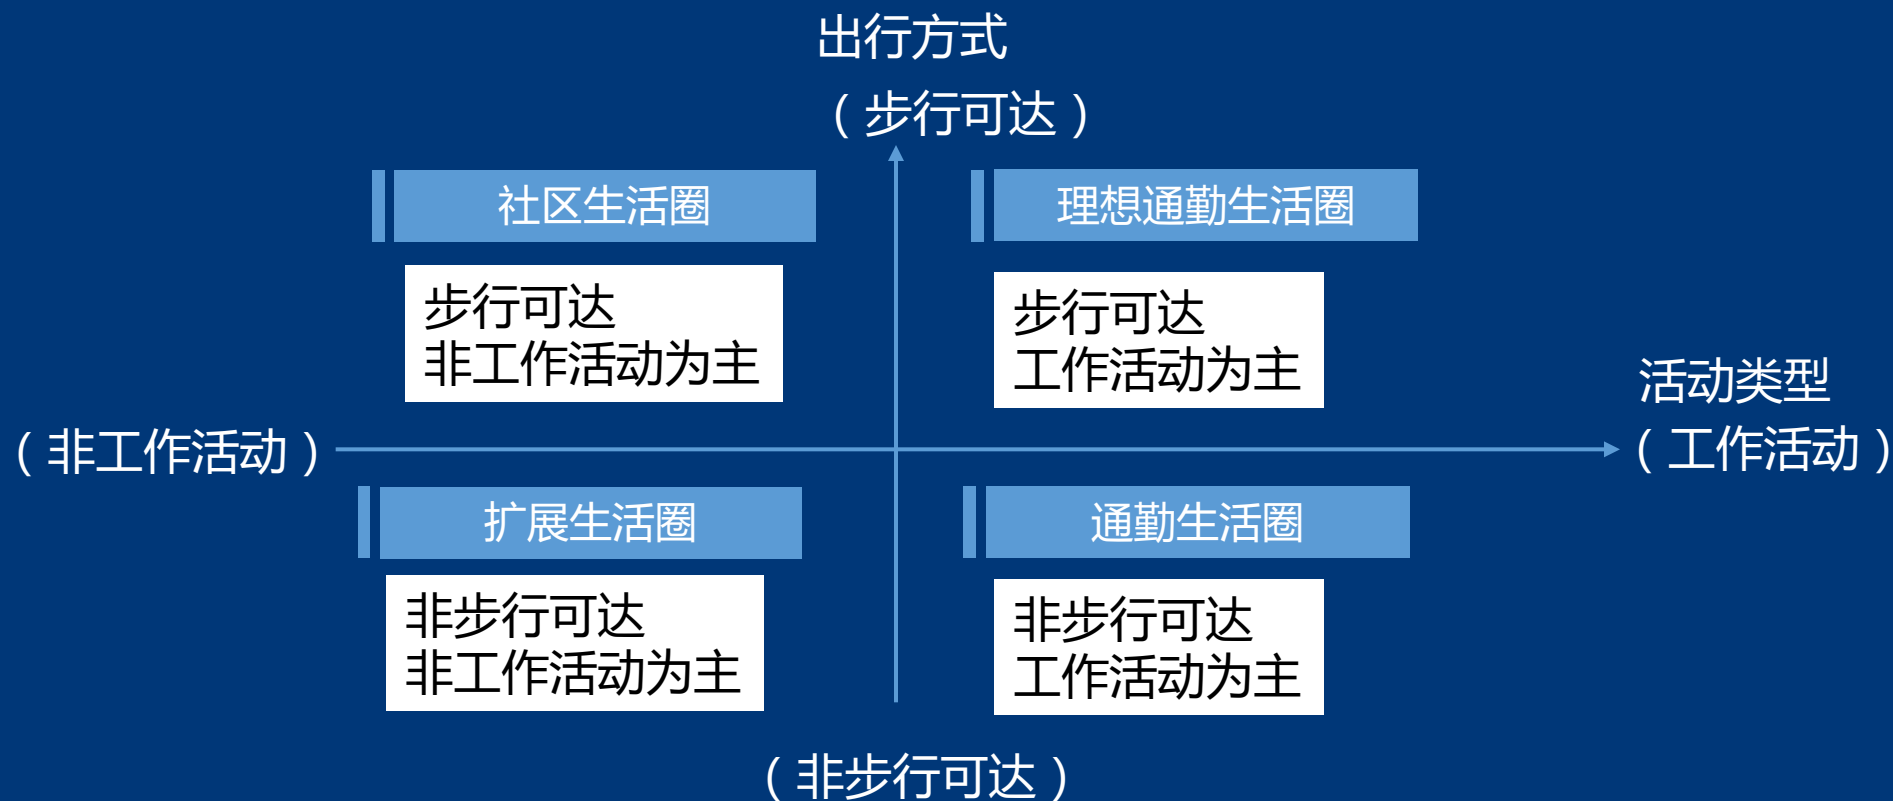 出行方式
（步行可达）
社区生活圈
理想通勤生活圈
步行可达
非工作活动为主
步行可达
工作活动为主
活动类型
（工作活动）
（非工作活动）
扩展生活圈
通勤生活圈
非步行可达
非工作活动为主
非步行可达
工作活动为主
（非步行可达）